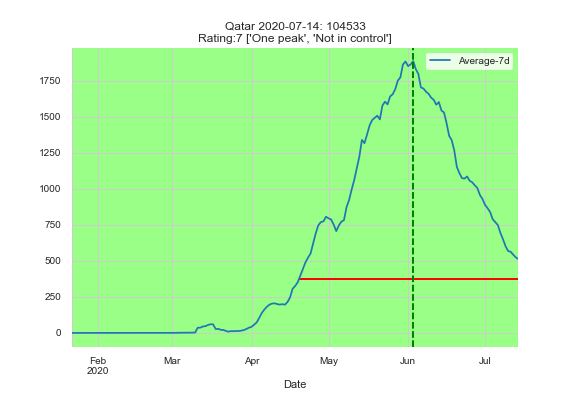 Qatar 2020-07-14: 104533
Rating:7 ['One peak', 'Not in control']
Average-7d
1750
1500
1250
1000
750
500
250
0
Feb
2020
Mar
Apr
May
Jun
Jul
Date